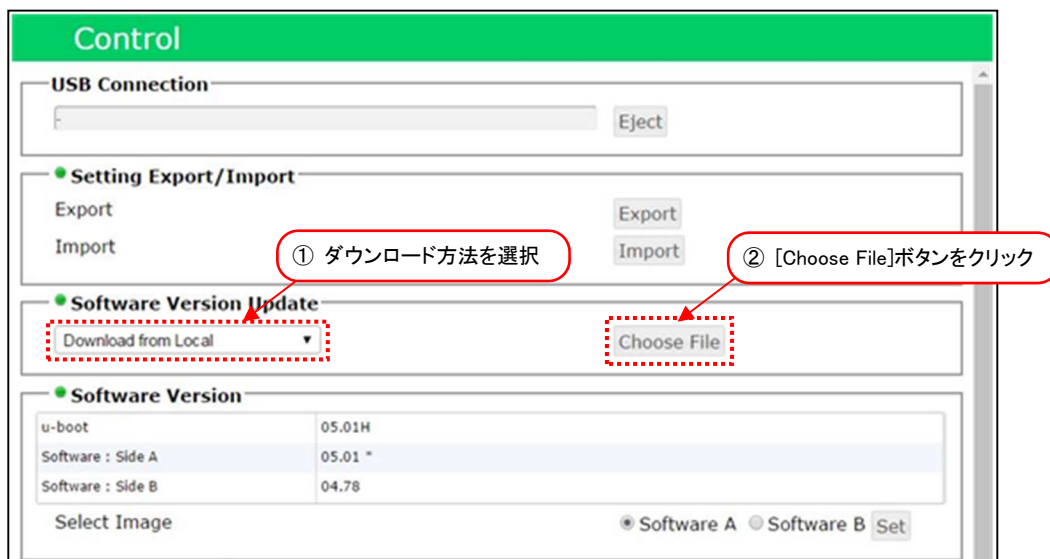 Control
USB Connection
-
Eject
Setting Export/Import
Export Export
Import Import
① ダウンロード方法を選択
② [Choose File]ボタンをクリック
Software Version Update
Download from Local Choose File
Software Version
u-boot 05.01H
Software : Side A 05.01 *
Software : Side B 04.78
Select Image Software A Software B Set